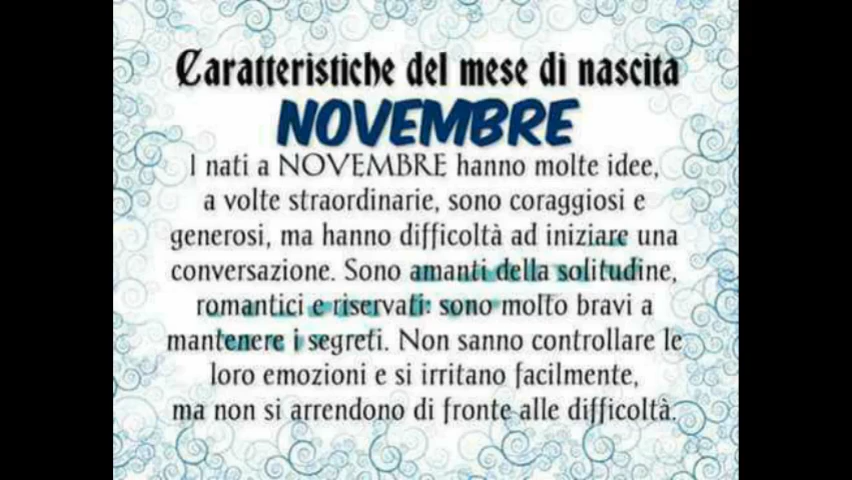 Caratteristiche del mese di nascita
NOVEMBRE
I nati a NOVEMBRE hanno molte idee,
a volte straordinarie, sono coraggiosi e
generosi, ma hanno difficoltà ad iniziare una
conversazione. Sono amanti della solitudine,
romantici e riservati: sono molto bravi a
mantenere i segreti. Non sanno controllare le
loro emozioni e si irritano facilmente,
ma non si arrendono di fronte alle difficoltà.